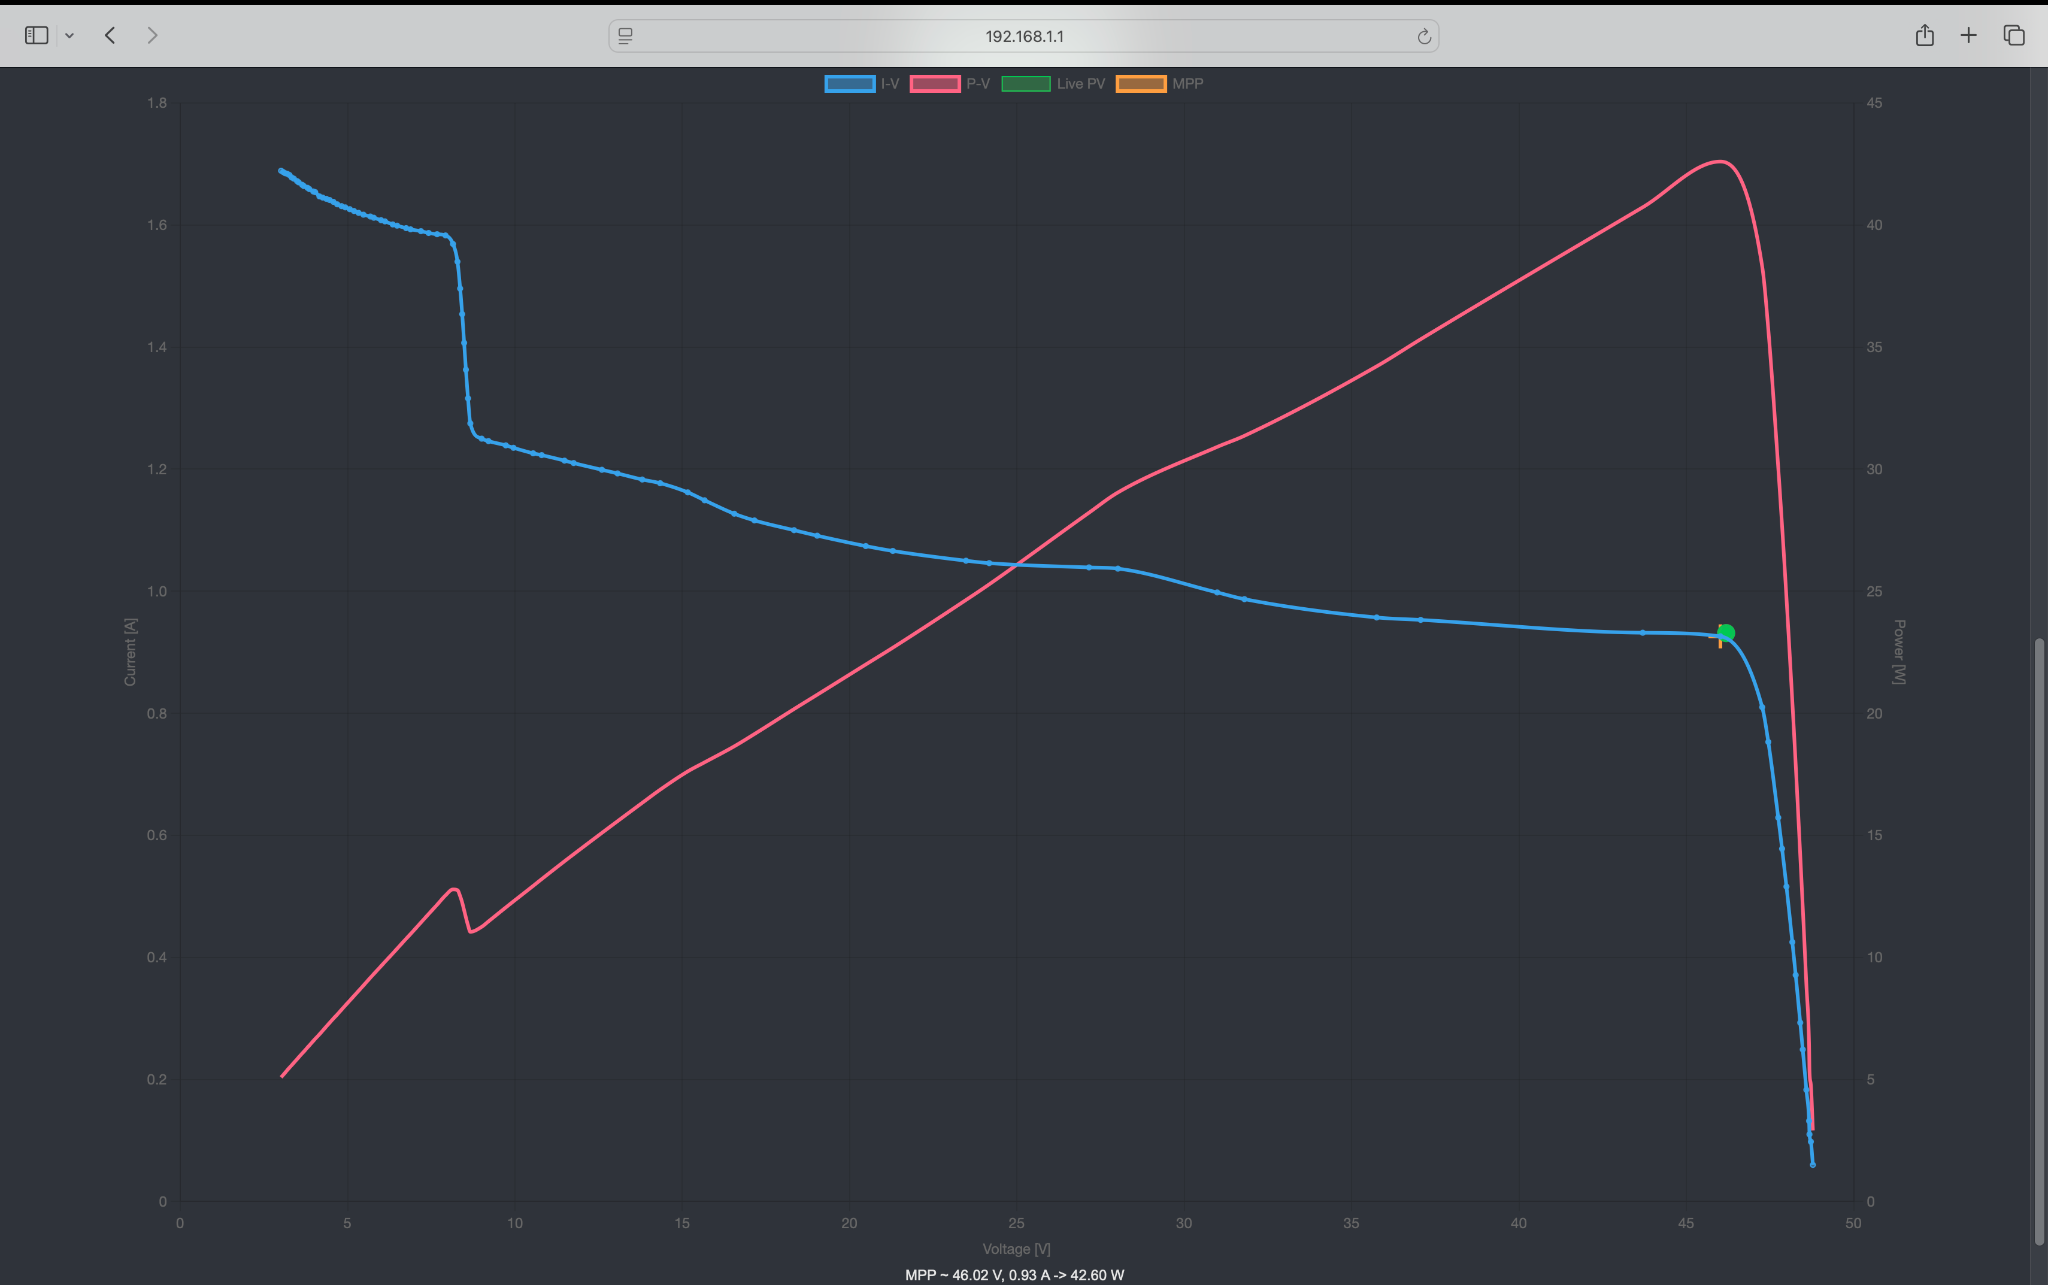 192.168.1.1
I-V P-V Live PV MPP
1.8 45
1.6 40
1.4 35
1.2 30
1.0 25
Current [A] Power [W]
0.8 20
0.6 15
0.4 10
0.2 5
0 0
0 5 10 15 20 25 30 35 40 45 50
Voltage [V]
MPP ~ 46.02 V, 0.93 A -> 42.60 W